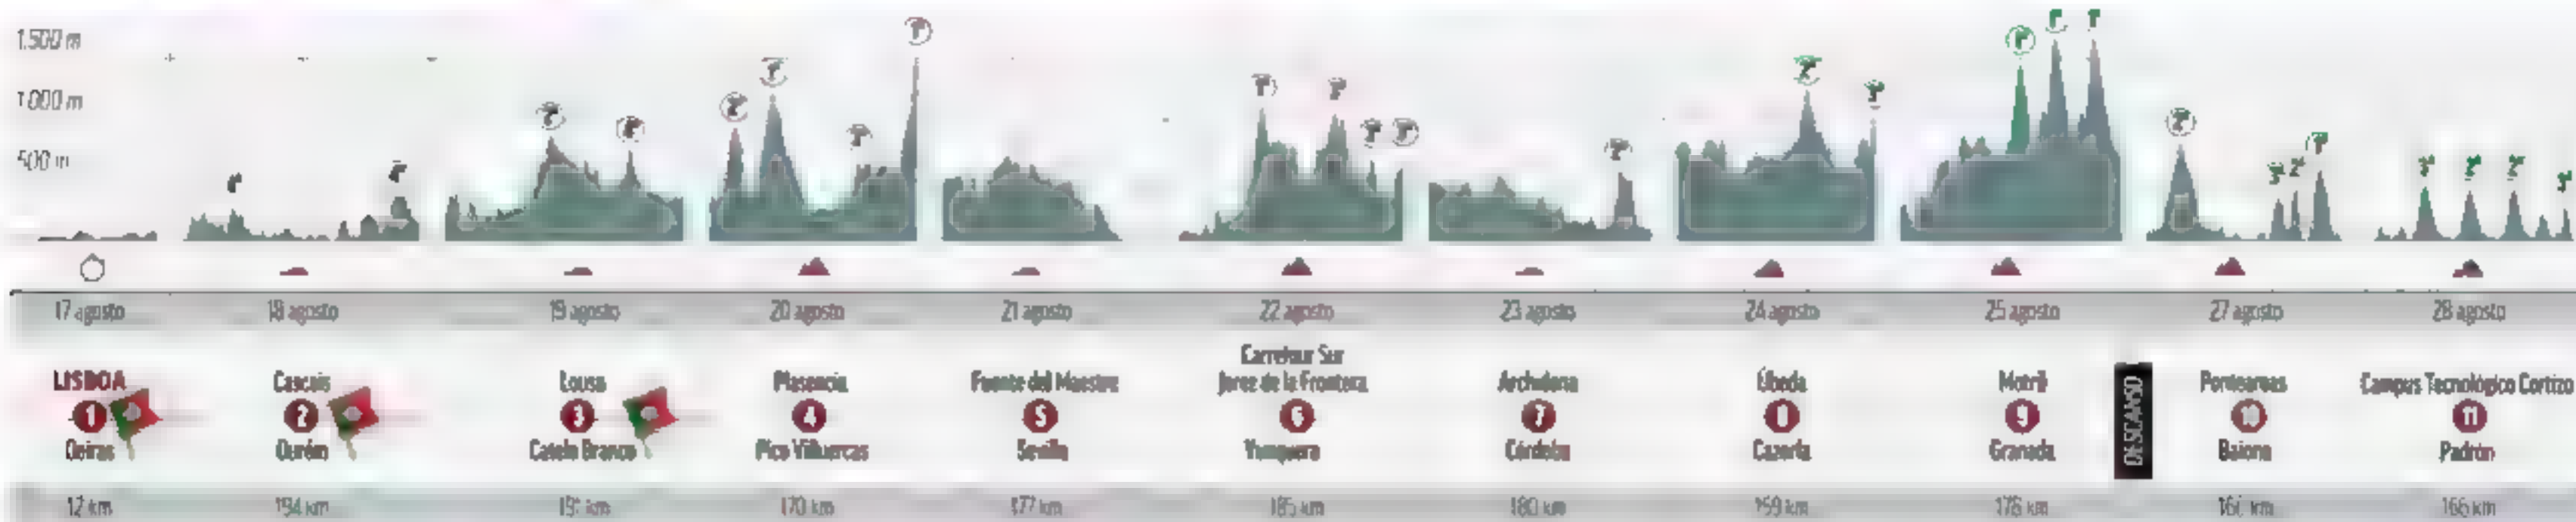 1.500 m
1.000 m
500 m
17 agosto
18 agosto
19 agosto
20 agosto
21 agosto
22 agosto
23 agosto
24 agosto
25 agosto
27 agosto
28 agosto
LISBOA
1
Oeiras
Cascais
2
Ourém
Lousa
3
Castelo Branco
Plasencia
4
Pico Villuercas
Fuente del Maestre
5
Sevilla
Carrefour Sur
Jerez de la Frontera
6
Yunquera
Archidona
7
Córdoba
Úbeda
8
Cazorla
Motril
9
Granada
DESCANSO
Ponteareas
10
Baiona
Campus Tecnológico Cortizo
11
Padrón
12 km
194 km
170 km
177 km
185 km
180 km
159 km
178 km
166 km